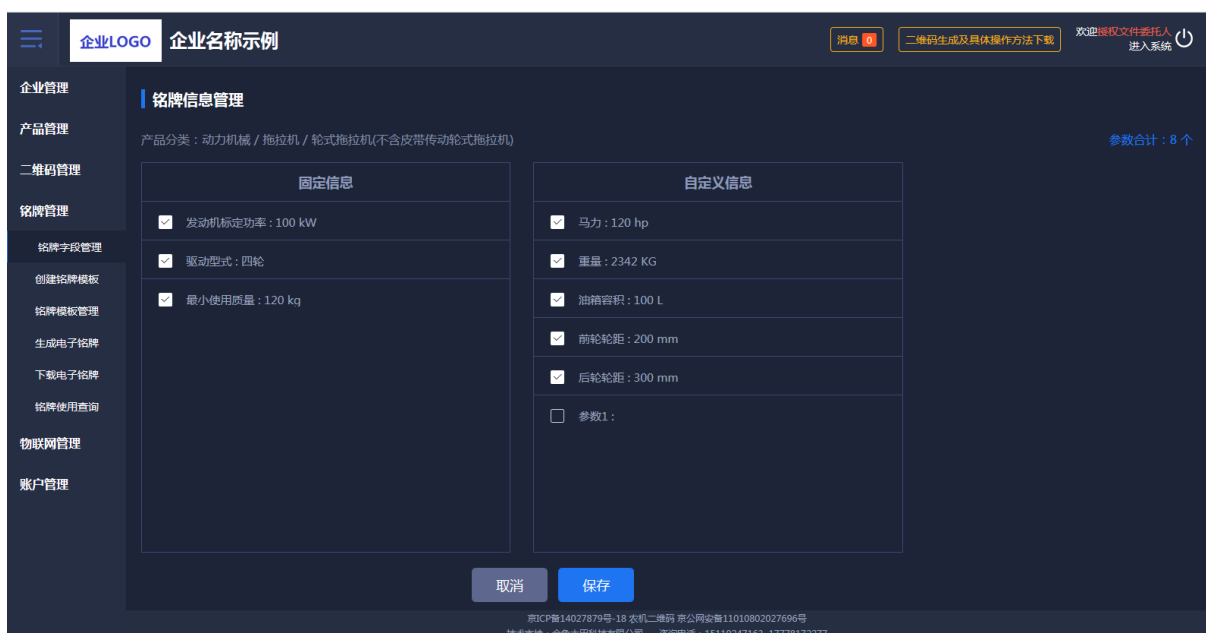 企业LOGO 企业名称示例 消息 0 二维码生成及具体操作方法下载 欢迎授权文件委托人
进入系统
企业管理
产品管理
二维码管理
铭牌管理
铭牌字段管理
创建铭牌模板
铭牌模板管理
生成电子铭牌
下载电子铭牌
铭牌使用查询
物联网管理
账户管理
铭牌信息管理
产品分类：动力机械 / 拖拉机 / 轮式拖拉机(不含皮带传动轮式拖拉机) 参数合计：8 个
固定信息
发动机标定功率 : 100 kW
驱动型式 : 四轮
最小使用质量 : 120 kg
自定义信息
马力 : 120 hp
重量 : 2342 KG
油箱容积 : 100 L
前轮轮距 : 200 mm
后轮轮距 : 300 mm
参数1 :
取消 保存
京ICP备14027879号-18 农机二维码 京公网安备11010802027696号